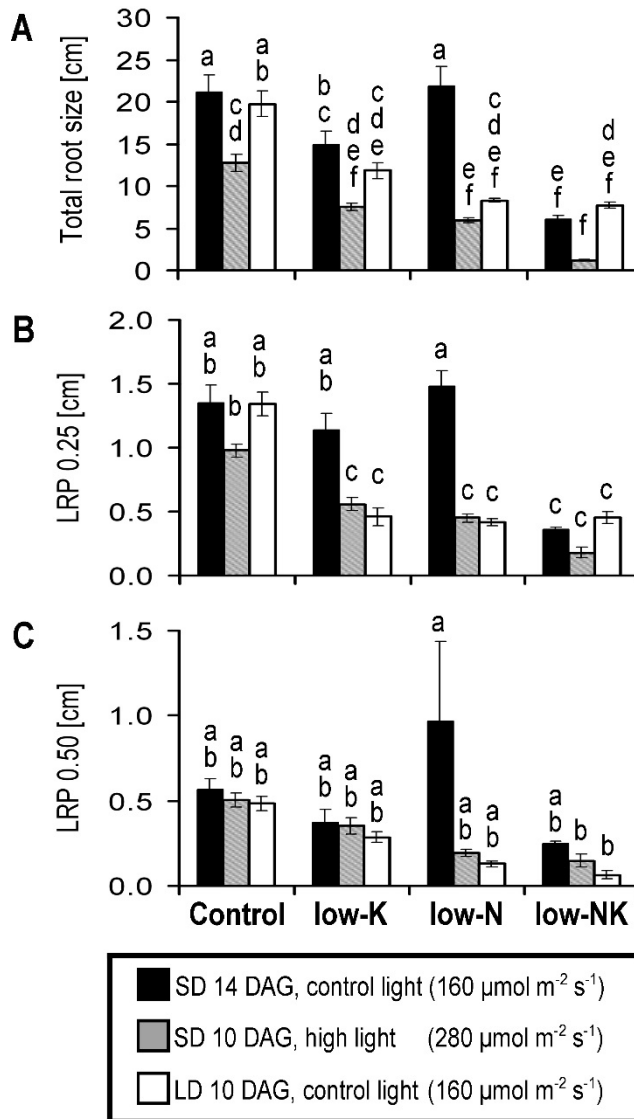 A
Total root size [cm]
30
25
20
15
10
5
0
a
c
d
a
b
b
c
d
e
f
c
d
e
a
e
f
c
d
e
f
e
f
f
d
e
f
B
LRP 0.25 [cm]
2.0
1.5
1.0
0.5
0.0
a
b
b
a
b
a
b
c
c
a
c
c
c
c
c
C
LRP 0.50 [cm]
1.5
1.0
0.5
0.0
a
b
a
b
a
b
a
b
a
b
a
b
a
a
b
a
b
a
b
b
b
Control low-K low-N low-NK
SD 14 DAG, control light (160 µmol m⁻² s⁻¹)
SD 10 DAG, high light (280 µmol m⁻² s⁻¹)
LD 10 DAG, control light (160 µmol m⁻² s⁻¹)